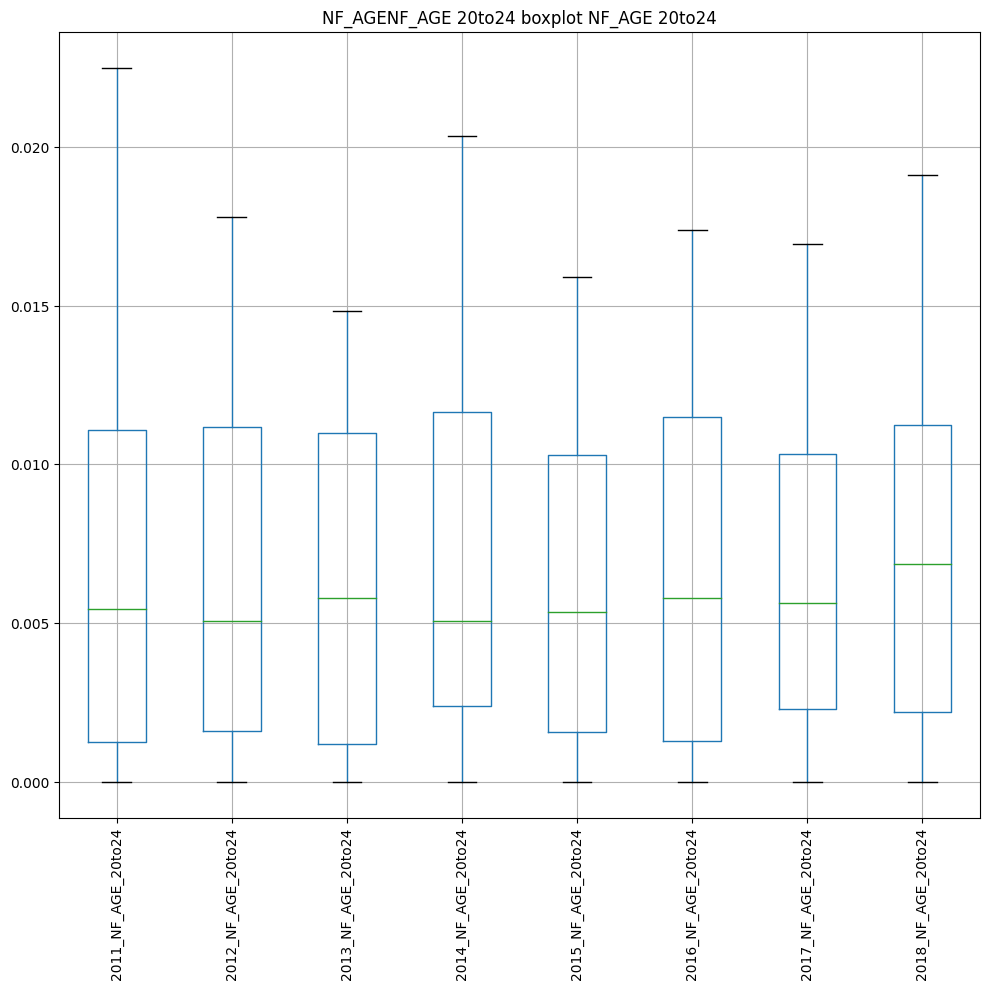 NF_AGENF_AGE 20to24 boxplot NF_AGE 20to24
0.020
0.015
0.010
0.005
0.000
2011_NF_AGE_20to24
2012_NF_AGE_20to24
2013_NF_AGE_20to24
2014_NF_AGE_20to24
2015_NF_AGE_20to24
2016_NF_AGE_20to24
2017_NF_AGE_20to24
2018_NF_AGE_20to24